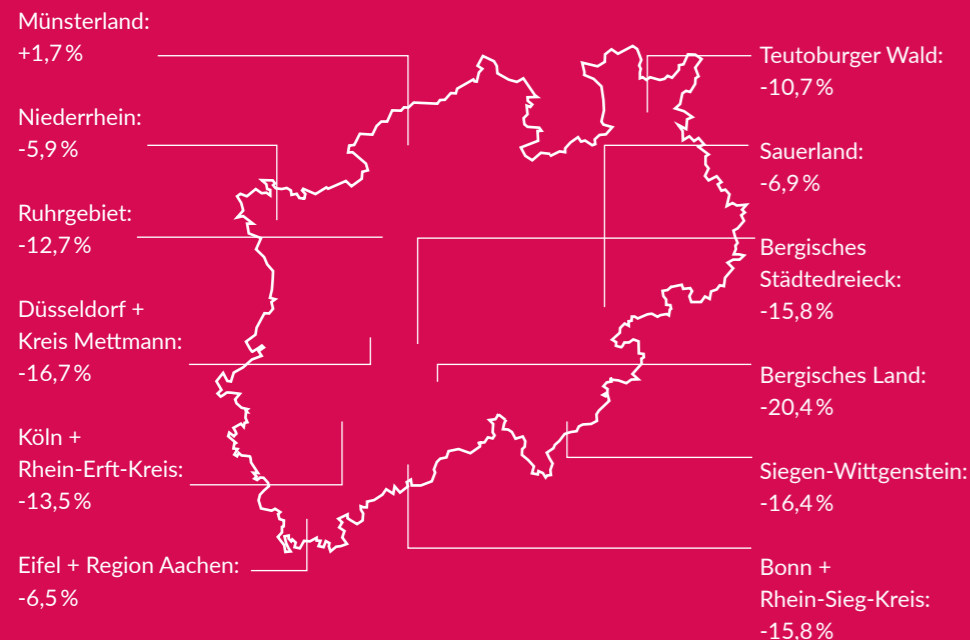 Münsterland:
+1,7 %
Niederrhein:
-5,9 %
Ruhrgebiet:
-12,7 %
Düsseldorf +
Kreis Mettmann:
-16,7 %
Köln +
Rhein-Erft-Kreis:
-13,5 %
Eifel + Region Aachen:
-6,5 %
Teutoburger Wald:
-10,7 %
Sauerland:
-6,9 %
Bergisches
Städtedreieck:
-15,8 %
Bergisches Land:
-20,4 %
Siegen-Wittgenstein:
-16,4 %
Bonn +
Rhein-Sieg-Kreis:
-15,8 %